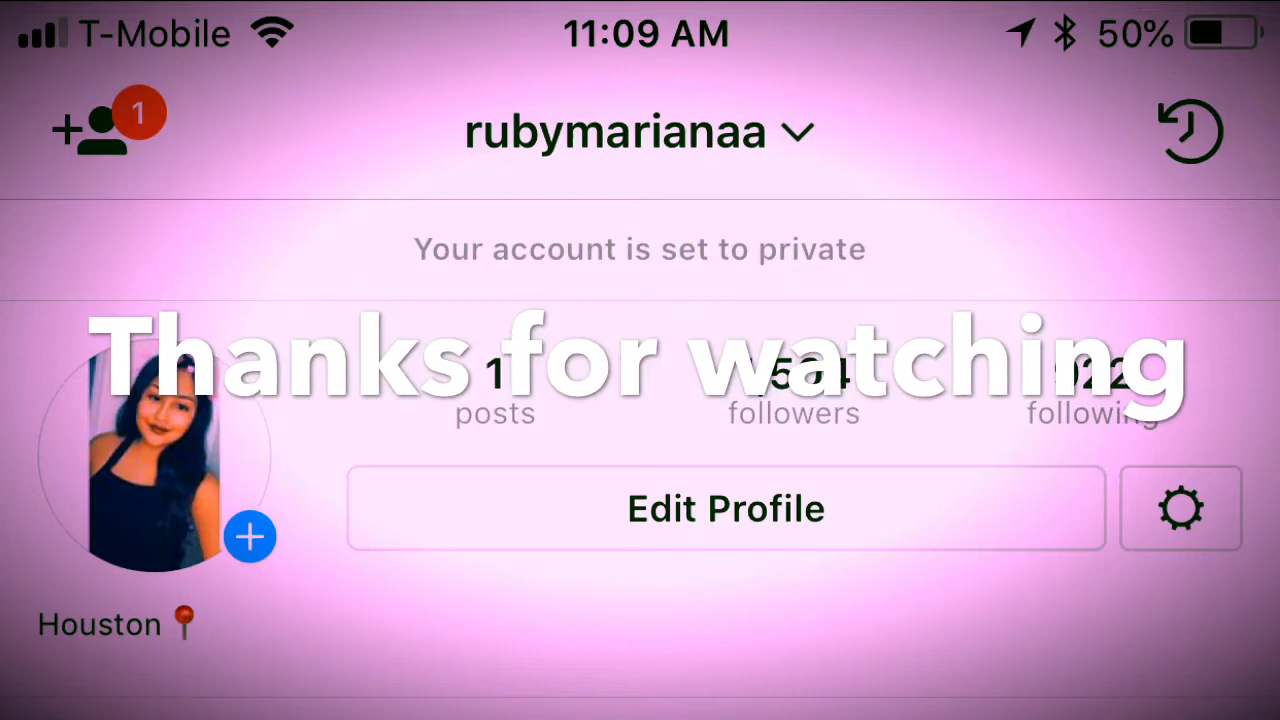 T-Mobile 11:09 AM 50%
1
rubymarianaa
Your account is set to private
Thanks for watching
posts followers following
Edit Profile
Houston